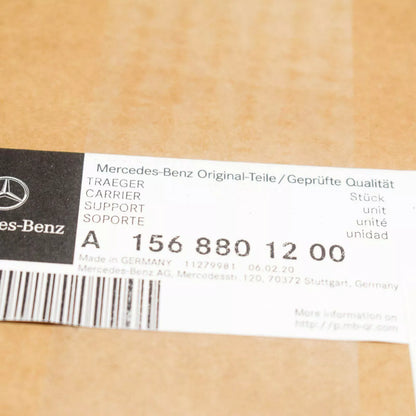 Mercedes-Benz Original-Teile/Geprüfte Qualität
TRAEGER Stück
CARRIER unit
SUPPORT unité
SOPORTE unidad
des-Benz
A 156 880 12 00
Made in GERMANY 11279981 06.02.20
Mercedes-Benz AG, Mercedesstr. 120, 70372 Stuttgart, Germany
More information on
http://p.mb-qr.com